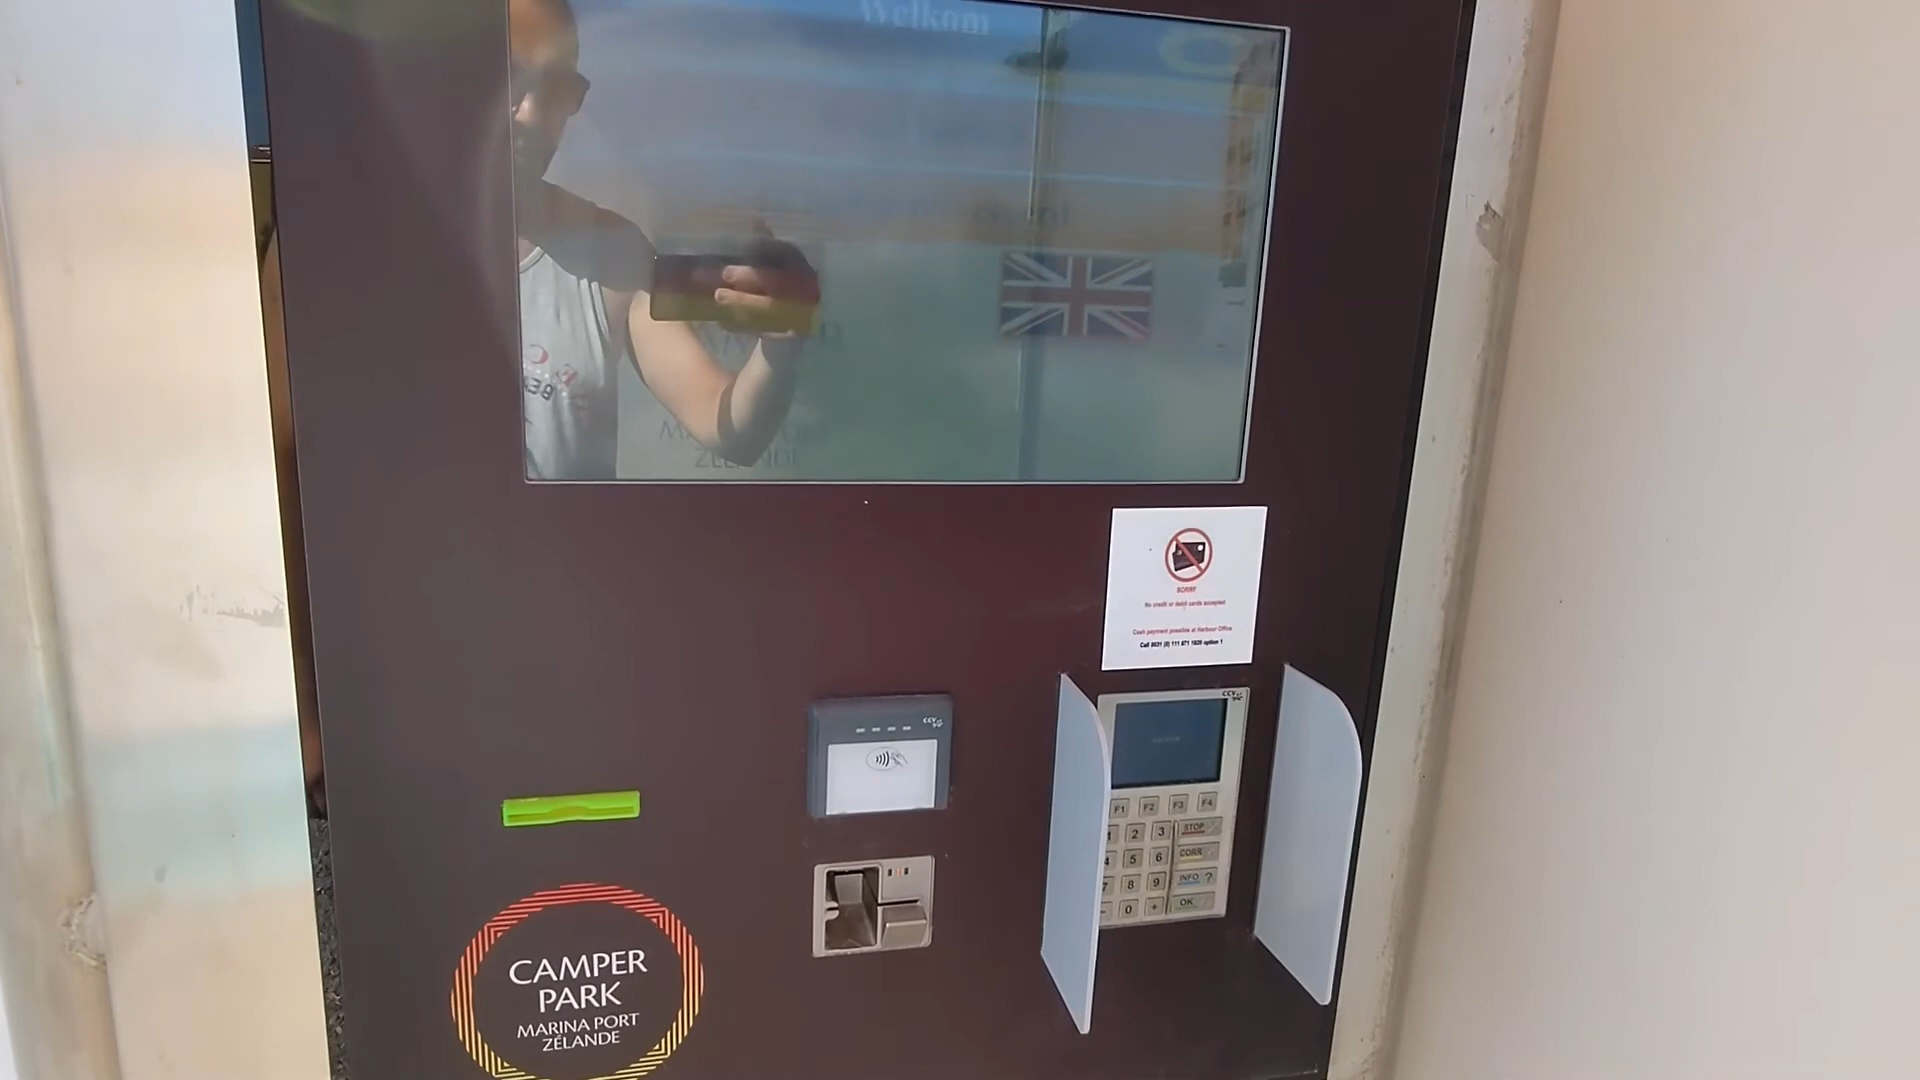 Welkom
SORRY
No credit or debit cards accepted
Cash payment possible at Harbour Office
Call 0031 (0) 111 671 1920 option 1
CCV
CCV
F1 F2 F3 F4
1 2 3 STOP
4 5 6 CORR
7 8 9 INFO ?
0 + OK
CAMPER
PARK
MARINA PORT
ZÉLANDE